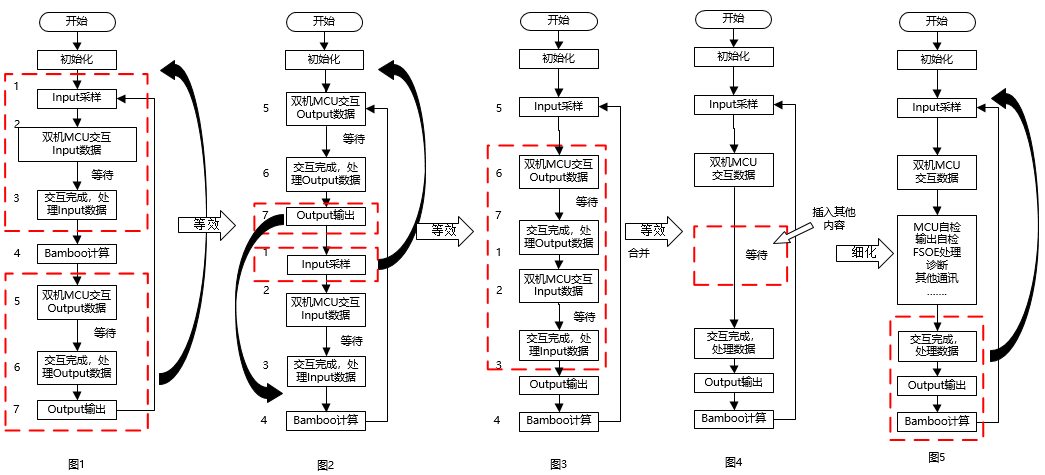 开始
初始化
1
Input采样
2
双机MCU交互
Input数据
等待
3
交互完成，处
理Input数据
4
Bamboo计算
5
双机MCU交互
Output数据
等待
6
交互完成，处
理Output数据
7
Output输出
图1
等效
开始
初始化
5
双机MCU交互
Output数据
等待
6
交互完成，处
理Output数据
7
Output输出
1
Input采样
2
双机MCU交互
Input数据
等待
3
交互完成，处
理Input数据
4
Bamboo计算
图2
等效
开始
初始化
5
Input采样
6
双机MCU交互
Output数据
等待
7
交互完成，处
理Output数据
1
2
双机MCU交互
Input数据
等待
交互完成，处
理Input数据
3
Output输出
4
Bamboo计算
图3
等效
合并
开始
初始化
Input采样
双机MCU
交互数据
等待
交互完成，
处理数据
Output输出
Bamboo计算
图4
插入其他
内容
细化
开始
初始化
Input采样
双机MCU
交互数据
MCU自检
输出自检
FSOE处理
诊断
其他通讯
.......
交互完成，
处理数据
Output输出
Bamboo计算
图5